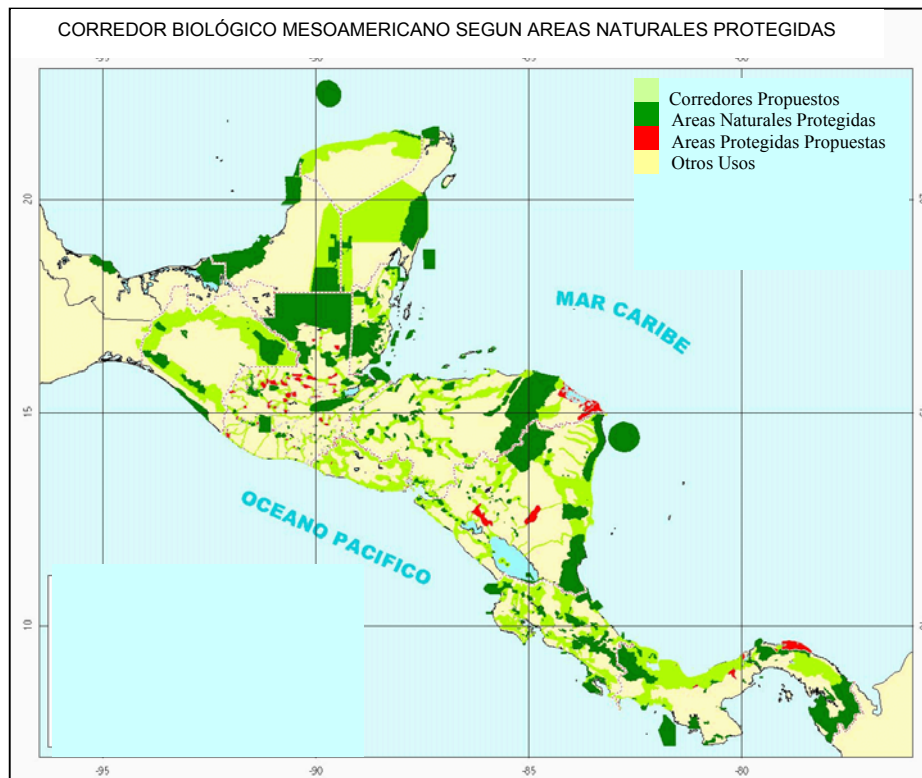 CORREDOR BIOLÓGICO MESOAMERICANO SEGUN AREAS NATURALES PROTEGIDAS
-95 -90 -85 -80
Corredores Propuestos
Areas Naturales Protegidas
Areas Protegidas Propuestas
Otros Usos
20
MAR CARIBE
15
OCEANO PACIFICO
10
-95 -90 -85 -80